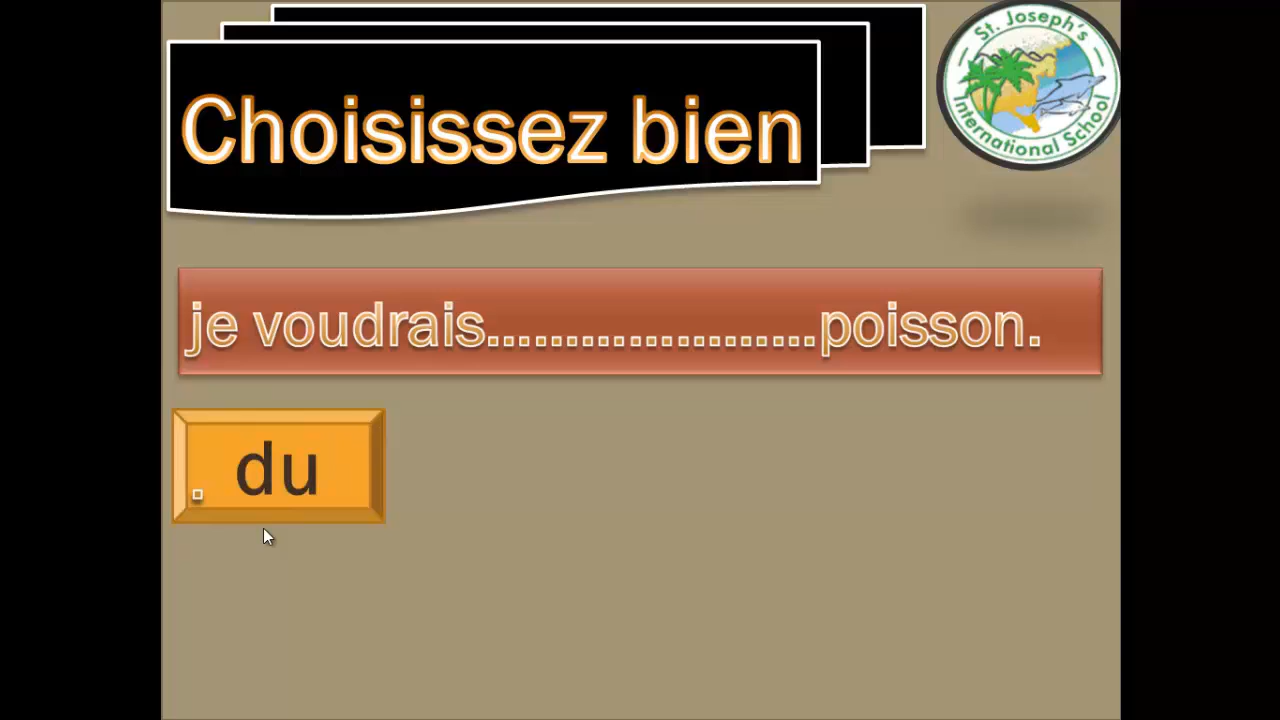 Choisissez bien
St. Joseph's
International School
je voudrais.....................poisson.
. du